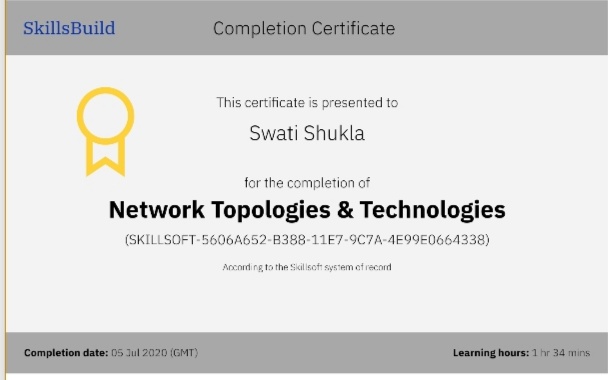 SkillsBuild
Completion Certificate
This certificate is presented to
Swati Shukla
for the completion of
Network Topologies & Technologies
(SKILLSOFT-5606A652-B388-11E7-9C7A-4E99E0664338)
According to the Skillsoft system of record
Completion date: 05 Jul 2020 (GMT)
Learning hours: 1 hr 34 mins